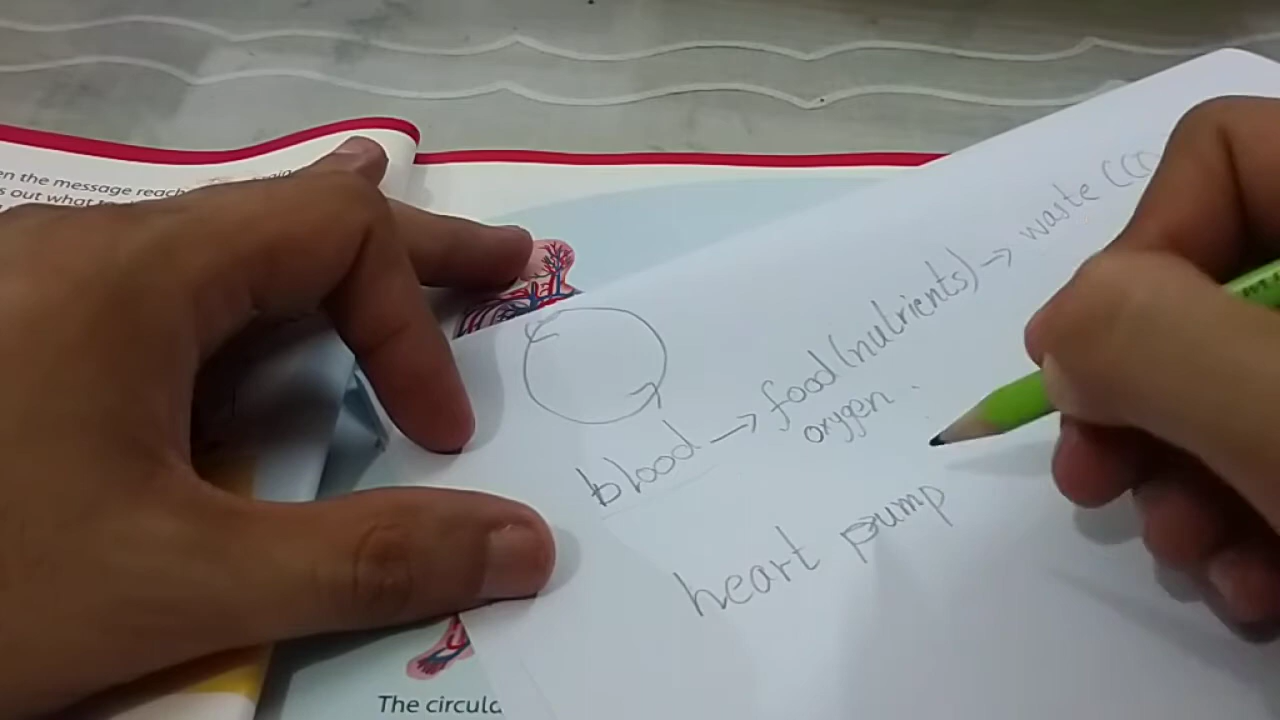 en the message reach
s out what
blood → food (nutrients) → waste (CO
oxygen
heart pump
The circula